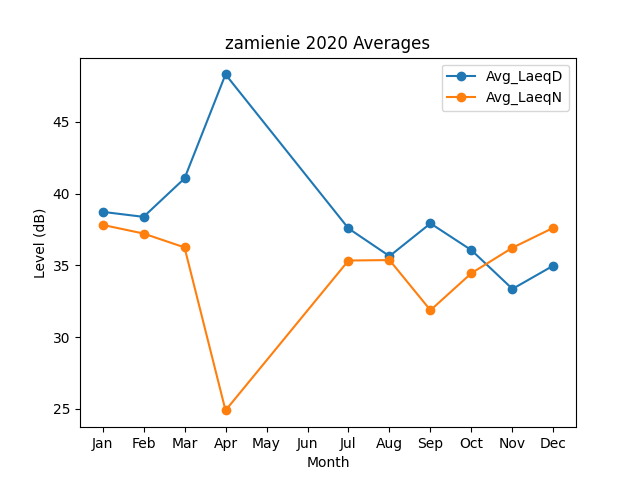 zamienie 2020 Averages
Avg_LaeqD
Avg_LaeqN
Level (dB)
45
40
35
30
25
Jan Feb Mar Apr May Jun Jul Aug Sep Oct Nov Dec
Month